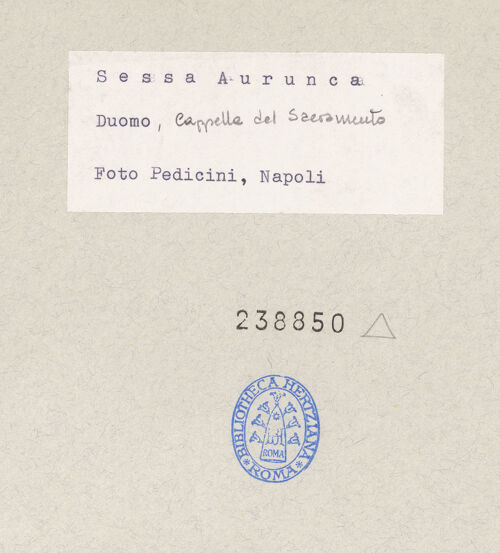 Sessa Aurunca
Duomo, Cappella del Sacramento
Foto Pedicini, Napoli
238850
BIBLIOTHECA HERTZIANA
ROMA
ROMA